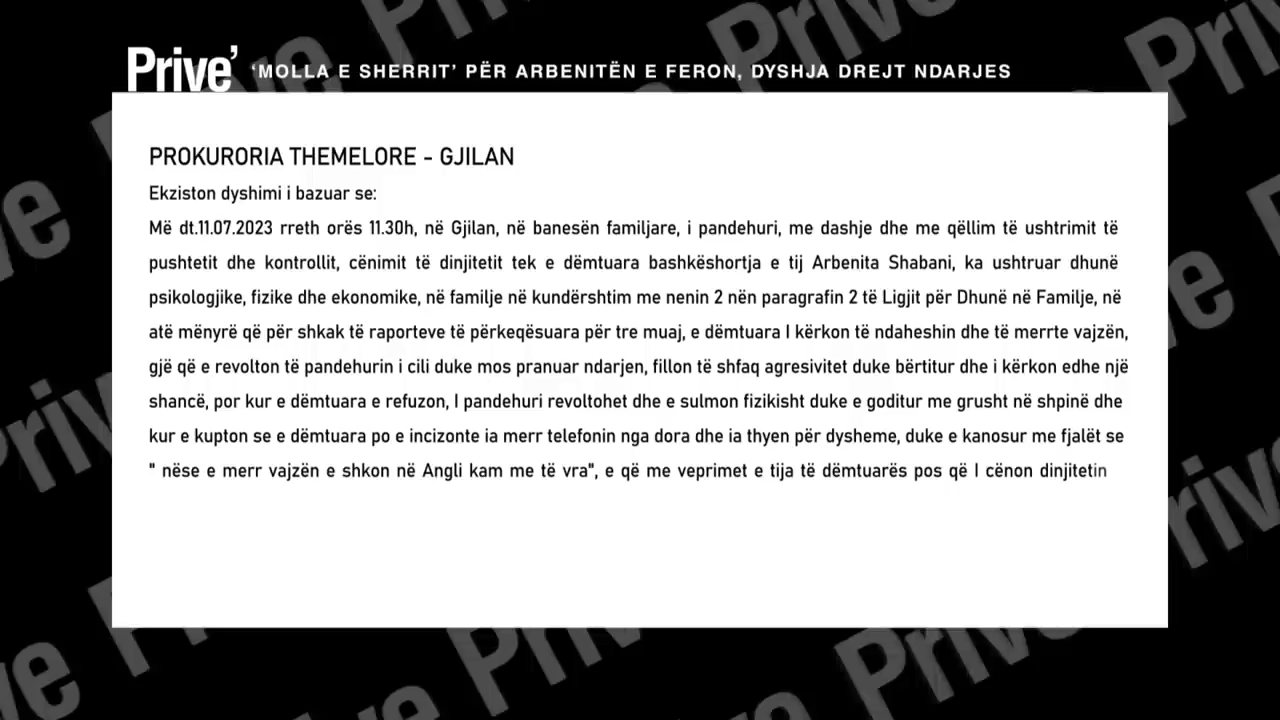 Prive’ ‘MOLLA E SHERRIT’ PËR ARBENITËN E FERON, DYSHJA DREJT NDARJES
PROKURORIA THEMELORE - GJILAN
Ekziston dyshimi i bazuar se:
Më dt.11.07.2023 rreth orës 11.30h, në Gjilan, në banesën familjare, i pandehuri, me dashje dhe me qëllim të ushtrimit të
pushtetit dhe kontrollit, cënimit të dinjitetit tek e dëmtuara bashkëshortja e tij Arbenita Shabani, ka ushtruar dhunë
psikologjike, fizike dhe ekonomike, në familje në kundërshtim me nenin 2 nën paragrafin 2 të Ligjit për Dhunë në Familje, në
atë mënyrë që për shkak të raporteve të përkeqësuara për tre muaj, e dëmtuara I kërkon të ndaheshin dhe të merrte vajzën,
gjë që e revolton të pandehurin i cili duke mos pranuar ndarjen, fillon të shfaq agresivitet duke bërtitur dhe i kërkon edhe një
shancë, por kur e dëmtuara e refuzon, I pandehuri revoltohet dhe e sulmon fizikisht duke e goditur me grusht në shpinë dhe
kur e kupton se e dëmtuara po e incizonte ia merr telefonin nga dora dhe ia thyen për dysheme, duke e kanosur me fjalët se
" nëse e merr vajzën e shkon në Angli kam me të vra", e që me veprimet e tija të dëmtuarës pos që I cënon dinjitetin